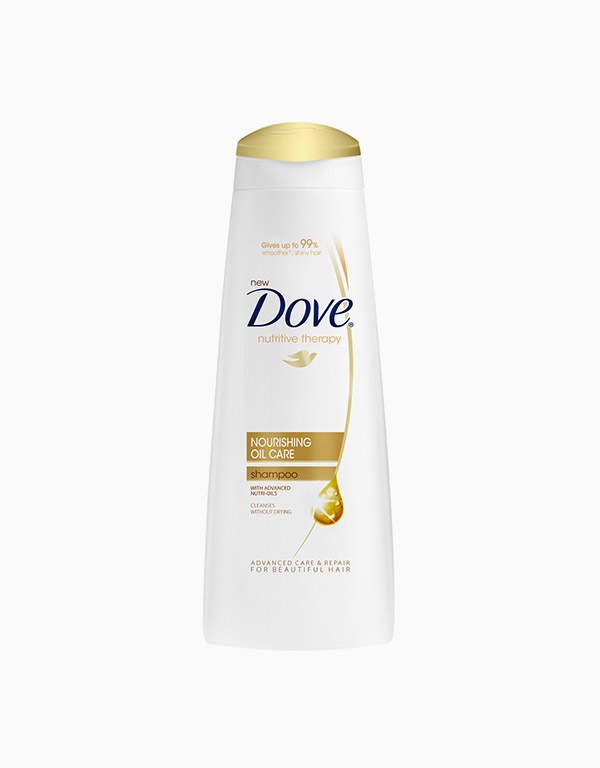 Gives up to 99%
smoother*, shiny hair
new
Dove®
nutritive therapy
NOURISHING
OIL CARE
shampoo
WITH ADVANCED
NUTRI-OILS
CLEANSES
WITHOUT DRYING
ADVANCED CARE & REPAIR
FOR BEAUTIFUL HAIR